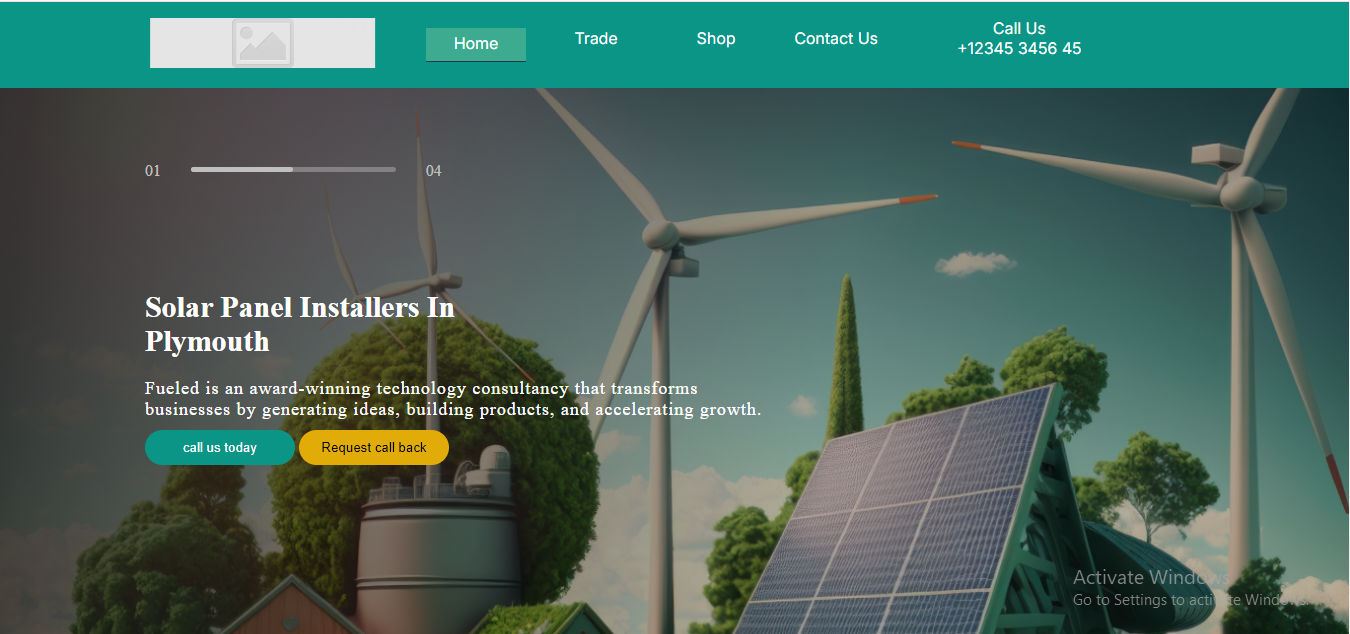 Home
Trade
Shop
Contact Us
Call Us
+12345 3456 45
01
04
Solar Panel Installers In
Plymouth
Fueled is an award-winning technology consultancy that transforms
businesses by generating ideas, building products, and accelerating growth.
call us today
Request call back
Activate Windows
Go to Settings to activate Windows.